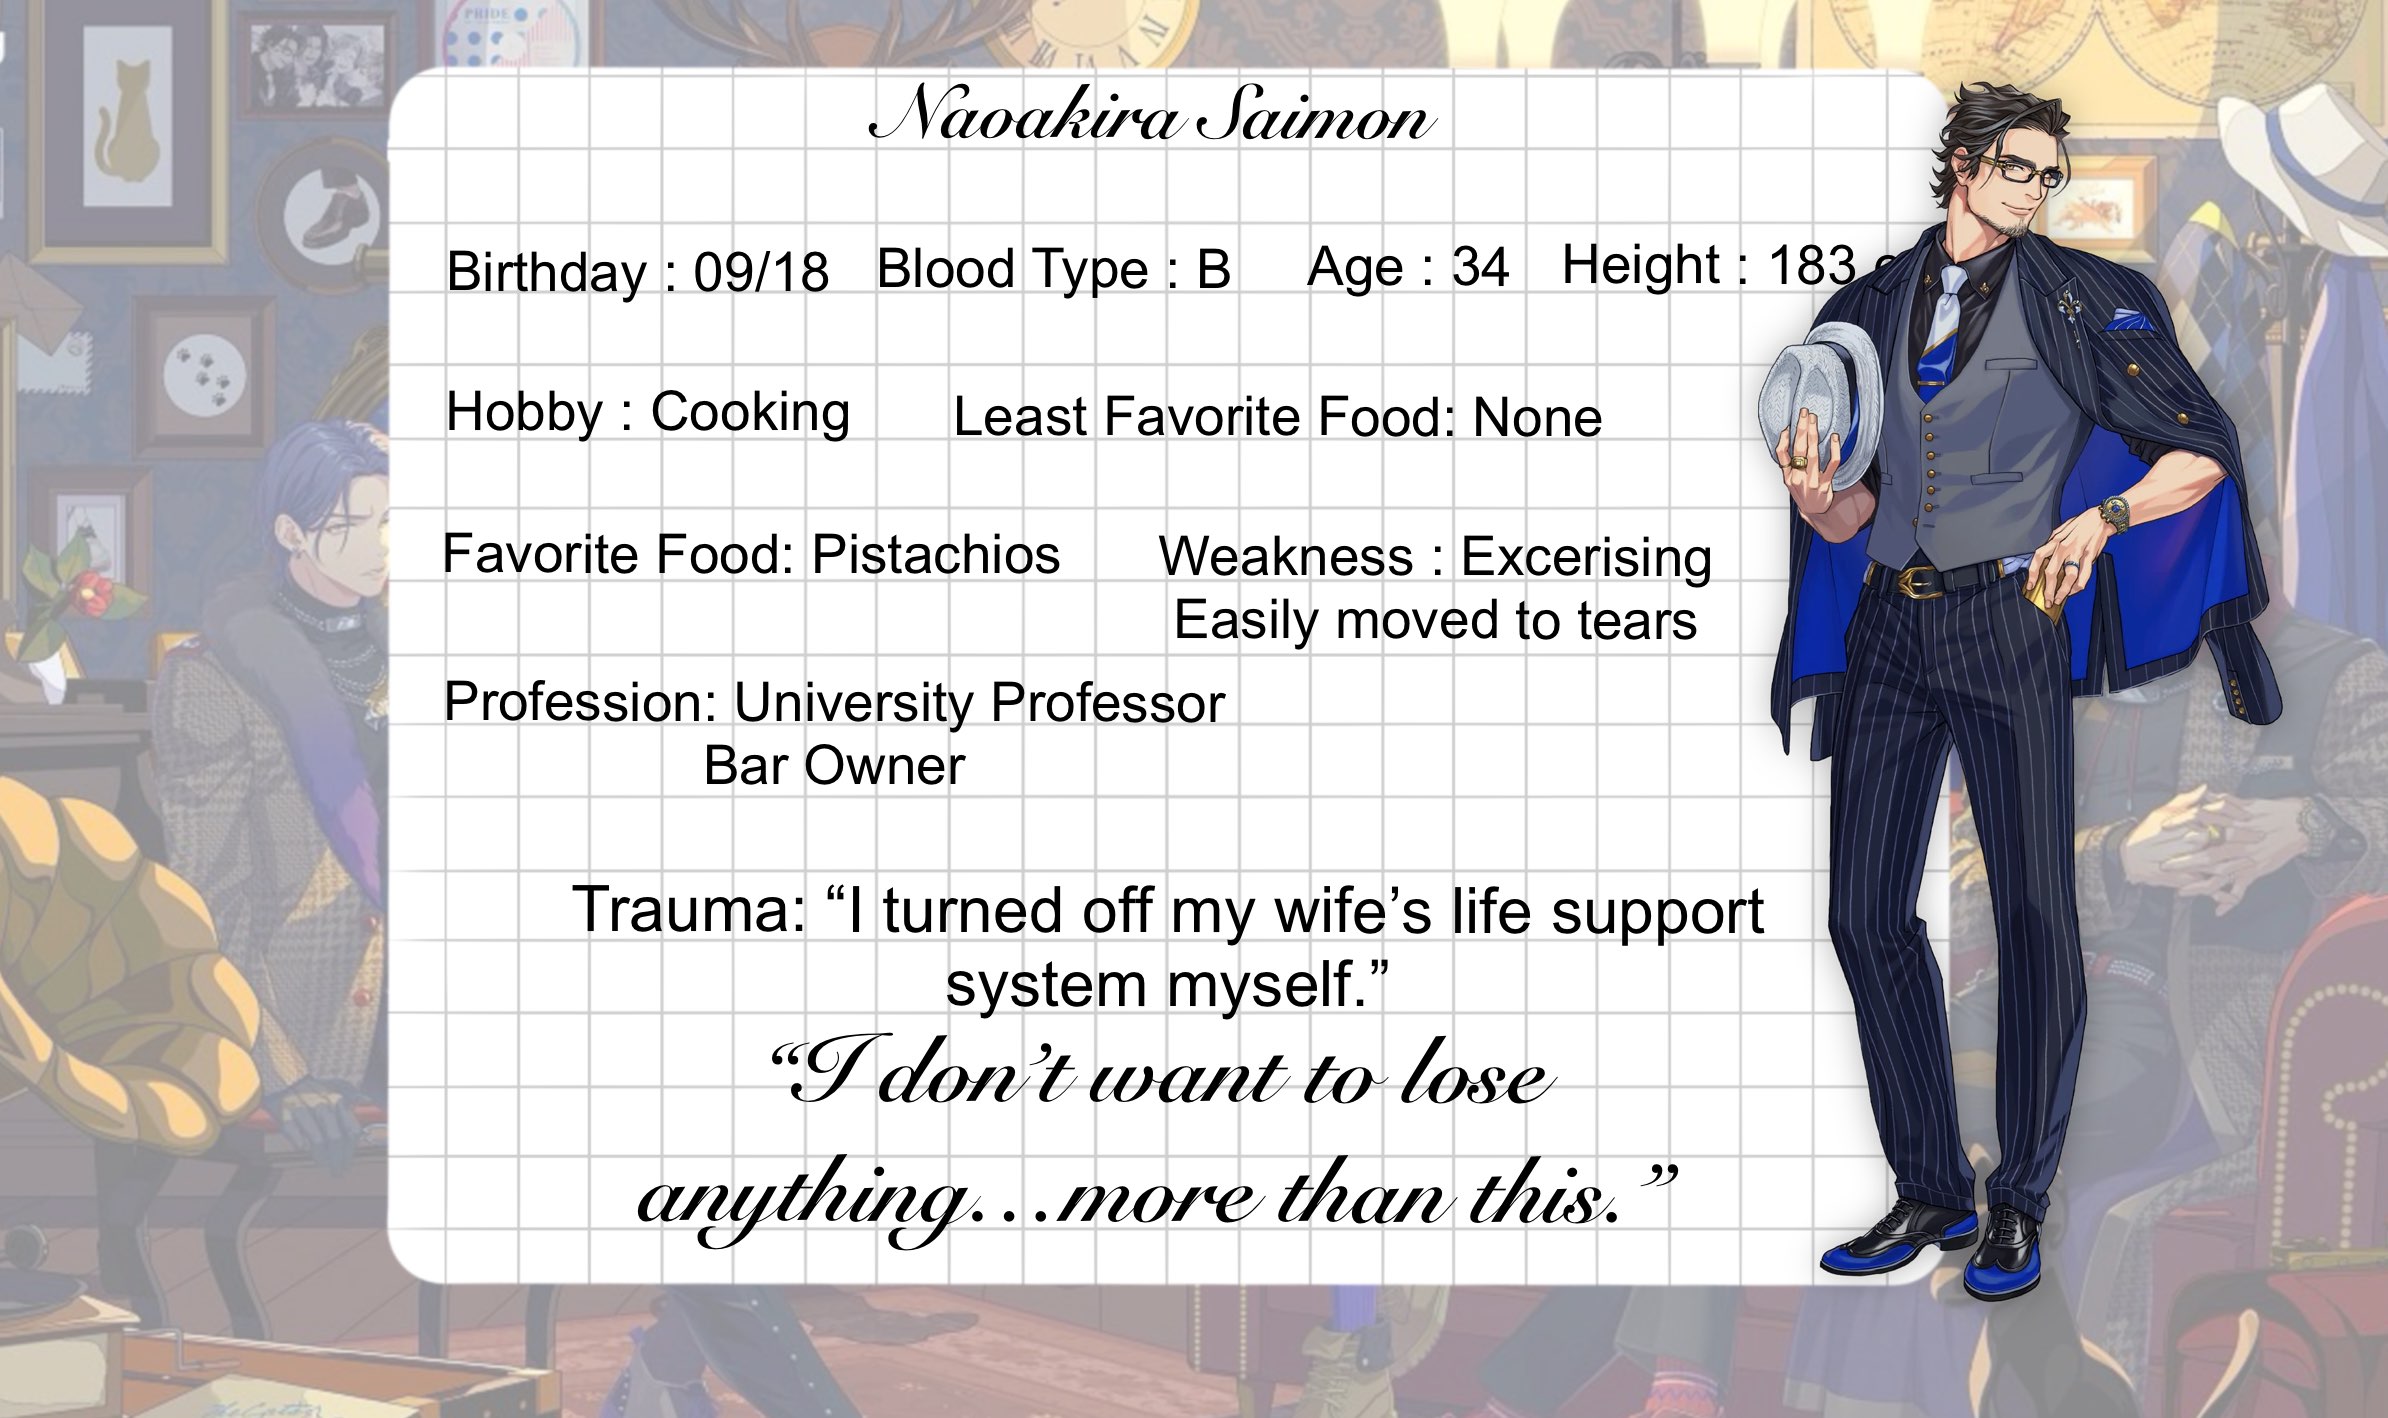 PRIDE
Naoakira Saimon
Birthday : 09/18 Blood Type : B Age : 34 Height : 183
Hobby : Cooking Least Favorite Food: None
Favorite Food: Pistachios Weakness : Excerising
Easily moved to tears
Profession: University Professor
Bar Owner
Trauma: “I turned off my wife’s life support
system myself.”
“I don’t want to lose
anything...more than this.”